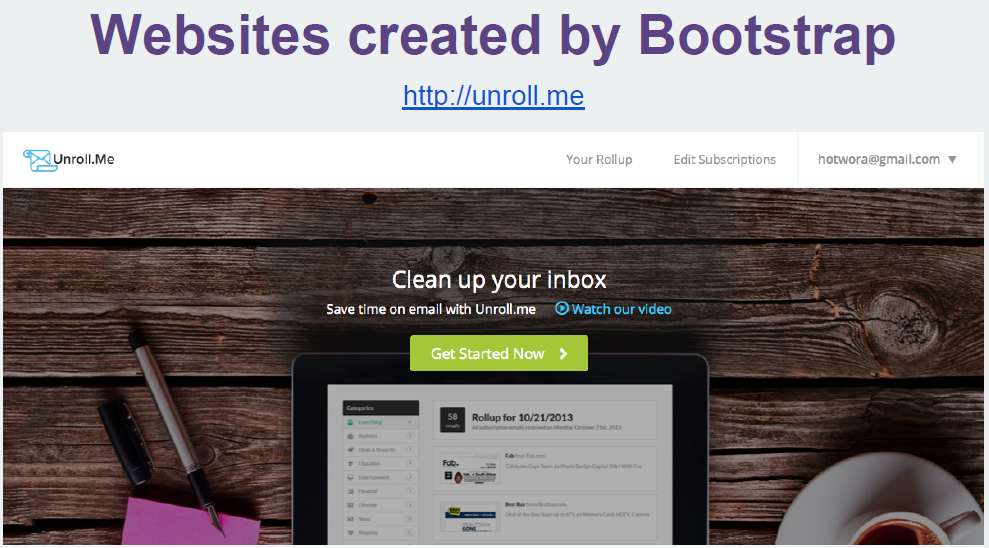 Websites created by Bootstrap
http://unroll.me
Unroll.Me
Your Rollup
Edit Subscriptions
hotwora@gmail.com
Clean up your inbox
Save time on email with Unroll.me
Watch our video
Get Started Now
Categories
Everything
Business
Deals & Rewards
Education
Entertainment
Financial
Lifestyle
News
Shopping
58
emails
Rollup for 10/21/2013
All subscription emails received on Monday October 21st, 2013
Fab.
Fab from Fab.com
Celebrate Cape Town As World Design Capital 2014 With Pro
Best Buy from Bestbuy.com
Deal of the Day: Save up to 67% on Memory Card, HDTV, Camera
GONE